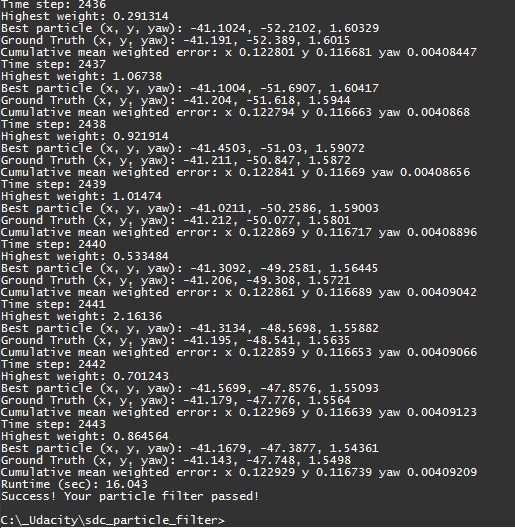 Time step: 2436
Highest weight: 0.291314
Best particle (x, y, yaw): -41.1024, -52.2102, 1.60329
Ground Truth (x, y, yaw): -41.191, -52.389, 1.6015
Cumulative mean weighted error: x 0.122801 y 0.116681 yaw 0.00408447
Time step: 2437
Highest weight: 1.06738
Best particle (x, y, yaw): -41.1004, -51.6907, 1.60417
Ground Truth (x, y, yaw): -41.204, -51.618, 1.5944
Cumulative mean weighted error: x 0.122794 y 0.116663 yaw 0.0040868
Time step: 2438
Highest weight: 0.921914
Best particle (x, y, yaw): -41.4503, -51.03, 1.59072
Ground Truth (x, y, yaw): -41.211, -50.847, 1.5872
Cumulative mean weighted error: x 0.122841 y 0.11669 yaw 0.00408656
Time step: 2439
Highest weight: 1.01474
Best particle (x, y, yaw): -41.0211, -50.2586, 1.59003
Ground Truth (x, y, yaw): -41.212, -50.077, 1.5801
Cumulative mean weighted error: x 0.122869 y 0.116717 yaw 0.00408896
Time step: 2440
Highest weight: 0.533484
Best particle (x, y, yaw): -41.3092, -49.2581, 1.56445
Ground Truth (x, y, yaw): -41.206, -49.308, 1.5721
Cumulative mean weighted error: x 0.122861 y 0.116689 yaw 0.00409042
Time step: 2441
Highest weight: 2.16136
Best particle (x, y, yaw): -41.3134, -48.5698, 1.55882
Ground Truth (x, y, yaw): -41.195, -48.541, 1.5635
Cumulative mean weighted error: x 0.122859 y 0.116653 yaw 0.00409066
Time step: 2442
Highest weight: 0.701243
Best particle (x, y, yaw): -41.5699, -47.8576, 1.55093
Ground Truth (x, y, yaw): -41.179, -47.776, 1.5564
Cumulative mean weighted error: x 0.122969 y 0.116639 yaw 0.00409123
Time step: 2443
Highest weight: 0.864564
Best particle (x, y, yaw): -41.1679, -47.3877, 1.54361
Ground Truth (x, y, yaw): -41.143, -47.748, 1.5498
Cumulative mean weighted error: x 0.122929 y 0.116739 yaw 0.00409209
Runtime (sec): 16.043
Success! Your particle filter passed!
C:\_Udacity\sdc_particle_filter>